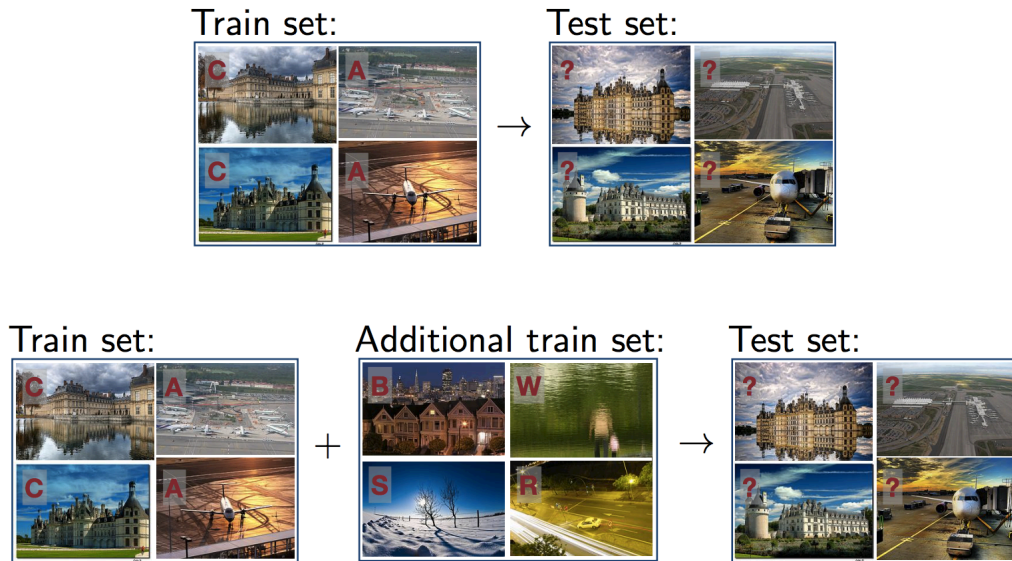 Train set:
Test set:
C A
? ?
→
C A
? ?
Train set:
Additional train set:
Test set:
C A
B W
? ?
+
→
C A
S R
? ?